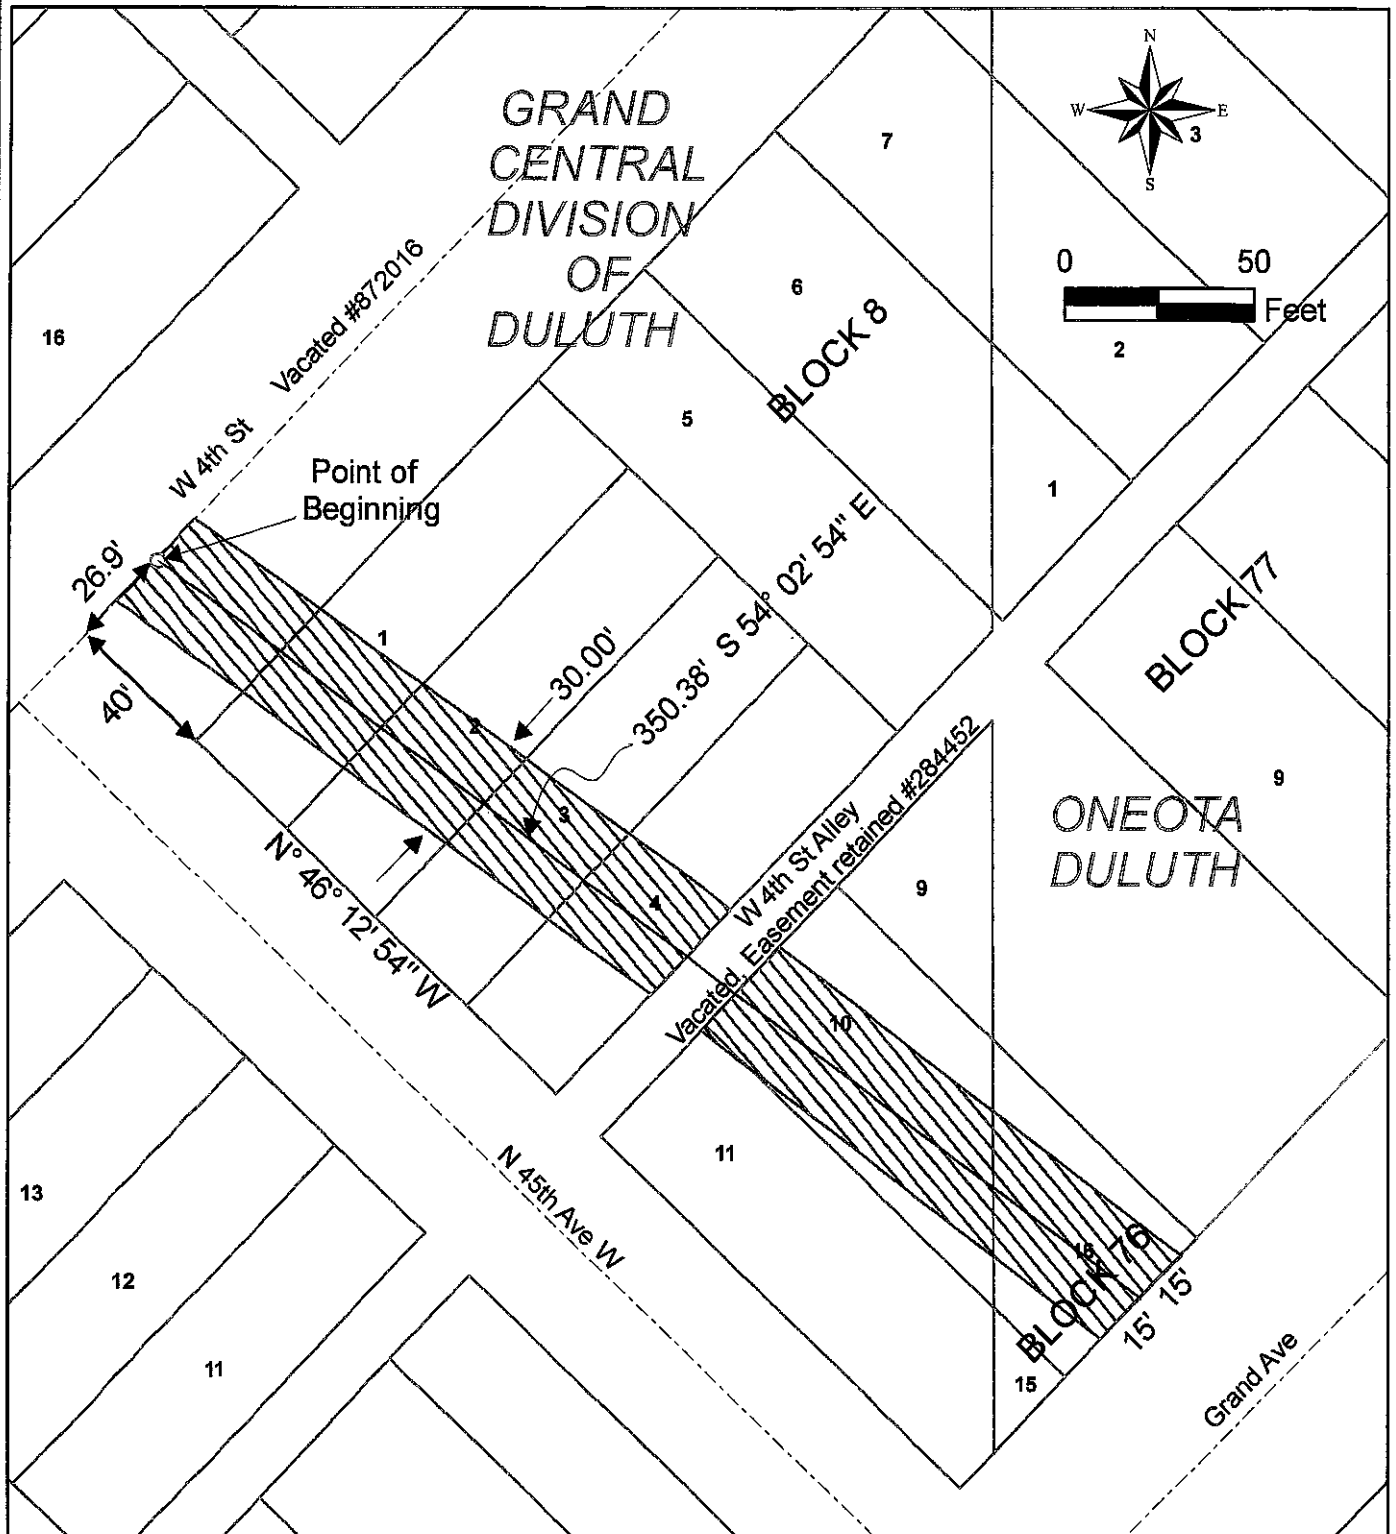 GRAND
CENTRAL
DIVISION
OF
DULUTH
N
W
E
S
3
7
0
50
Feet
6
16
Vacated #872016
BLOCK 8
2
5
W 4th St
Point of
Beginning
1
26.9'
1
BLOCK 77
30.00'
350.38' S 54° 02' 54" E
40'
2
9
3
ONEOTA
DULUTH
N° 46° 12' 54" W
W 4th St Alley
Vacated, Easement retained #284452
9
4
10
11
N 45th Ave W
13
12
16
BLOCK 76
15' 15'
11
15
Grand Ave